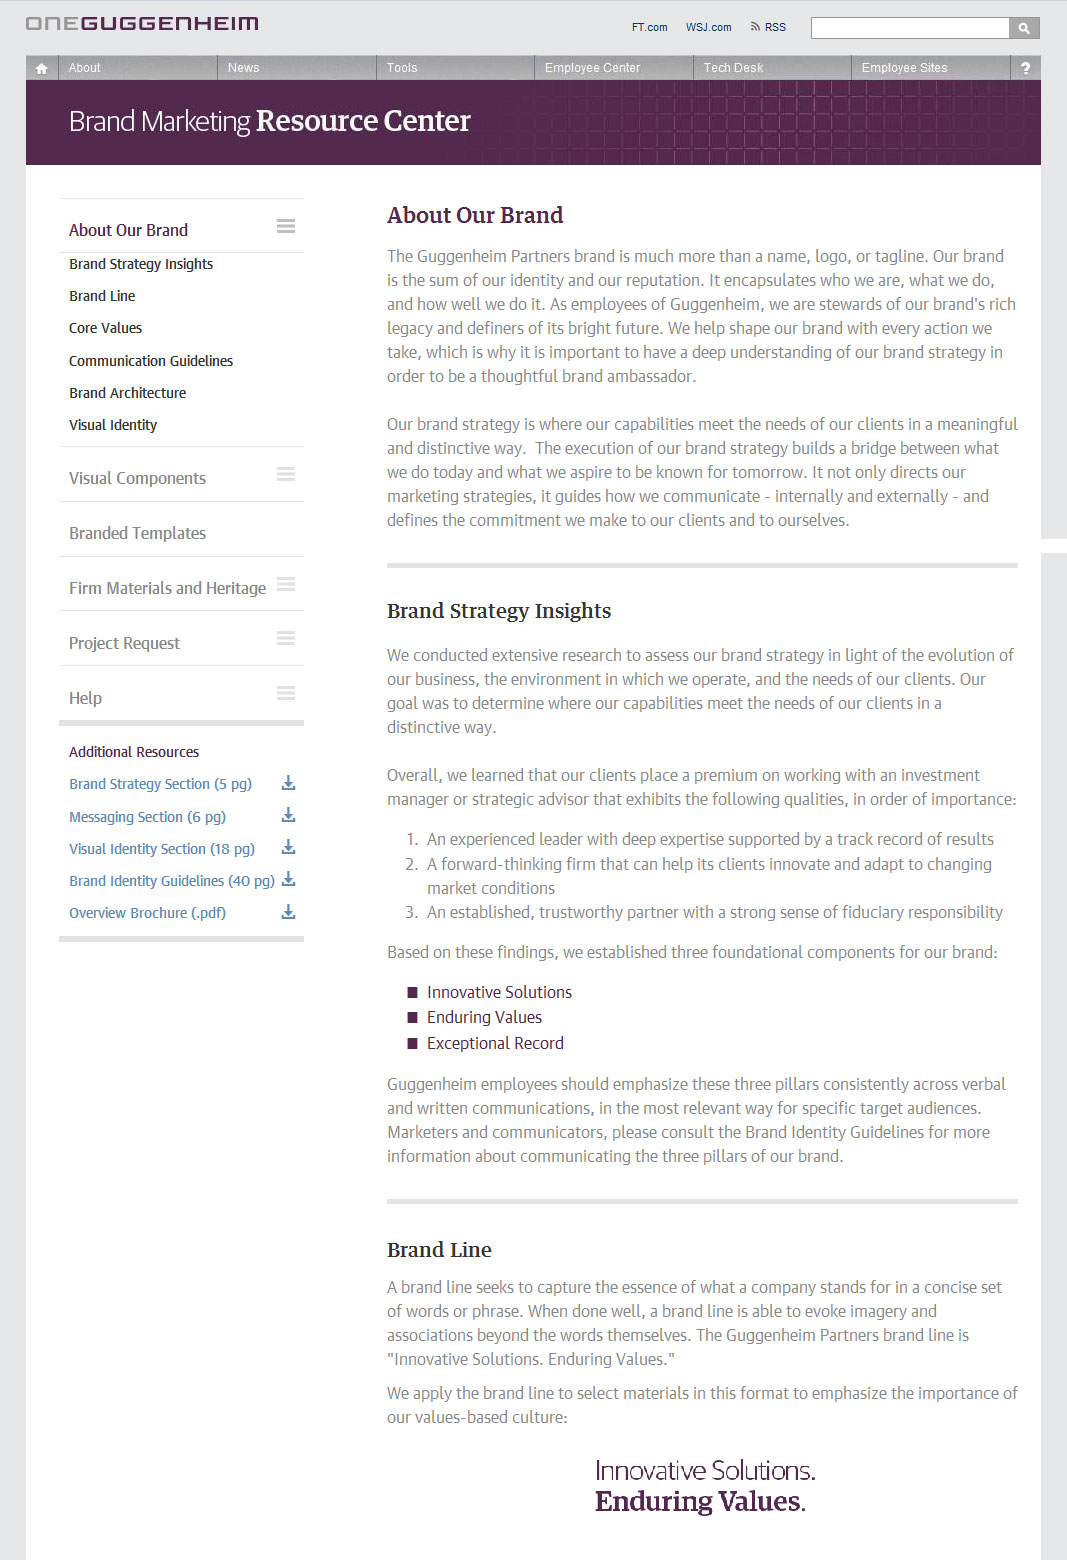 ONEGUGGENHEIM
FT.com WSJ.com RSS
About News Tools Employee Center Tech Desk Employee Sites ?
Brand Marketing Resource Center
About Our Brand
Brand Strategy Insights
Brand Line
Core Values
Communication Guidelines
Brand Architecture
Visual Identity
Visual Components
Branded Templates
Firm Materials and Heritage
Project Request
Help
Additional Resources
Brand Strategy Section (5 pg)
Messaging Section (6 pg)
Visual Identity Section (18 pg)
Brand Identity Guidelines (40 pg)
Overview Brochure (.pdf)
About Our Brand
The Guggenheim Partners brand is much more than a name, logo, or tagline. Our brand
is the sum of our identity and our reputation. It encapsulates who we are, what we do,
and how well we do it. As employees of Guggenheim, we are stewards of our brand's rich
legacy and definers of its bright future. We help shape our brand with every action we
take, which is why it is important to have a deep understanding of our brand strategy in
order to be a thoughtful brand ambassador.
Our brand strategy is where our capabilities meet the needs of our clients in a meaningful
and distinctive way. The execution of our brand strategy builds a bridge between what
we do today and what we aspire to be known for tomorrow. It not only directs our
marketing strategies, it guides how we communicate - internally and externally - and
defines the commitment we make to our clients and to ourselves.
Brand Strategy Insights
We conducted extensive research to assess our brand strategy in light of the evolution of
our business, the environment in which we operate, and the needs of our clients. Our
goal was to determine where our capabilities meet the needs of our clients in a
distinctive way.
Overall, we learned that our clients place a premium on working with an investment
manager or strategic advisor that exhibits the following qualities, in order of importance:
1. An experienced leader with deep expertise supported by a track record of results
2. A forward-thinking firm that can help its clients innovate and adapt to changing
market conditions
3. An established, trustworthy partner with a strong sense of fiduciary responsibility
Based on these findings, we established three foundational components for our brand:
■ Innovative Solutions
■ Enduring Values
■ Exceptional Record
Guggenheim employees should emphasize these three pillars consistently across verbal
and written communications, in the most relevant way for specific target audiences.
Marketers and communicators, please consult the Brand Identity Guidelines for more
information about communicating the three pillars of our brand.
Brand Line
A brand line seeks to capture the essence of what a company stands for in a concise set
of words or phrase. When done well, a brand line is able to evoke imagery and
associations beyond the words themselves. The Guggenheim Partners brand line is
"Innovative Solutions. Enduring Values."
We apply the brand line to select materials in this format to emphasize the importance of
our values-based culture:
Innovative Solutions.
Enduring Values.